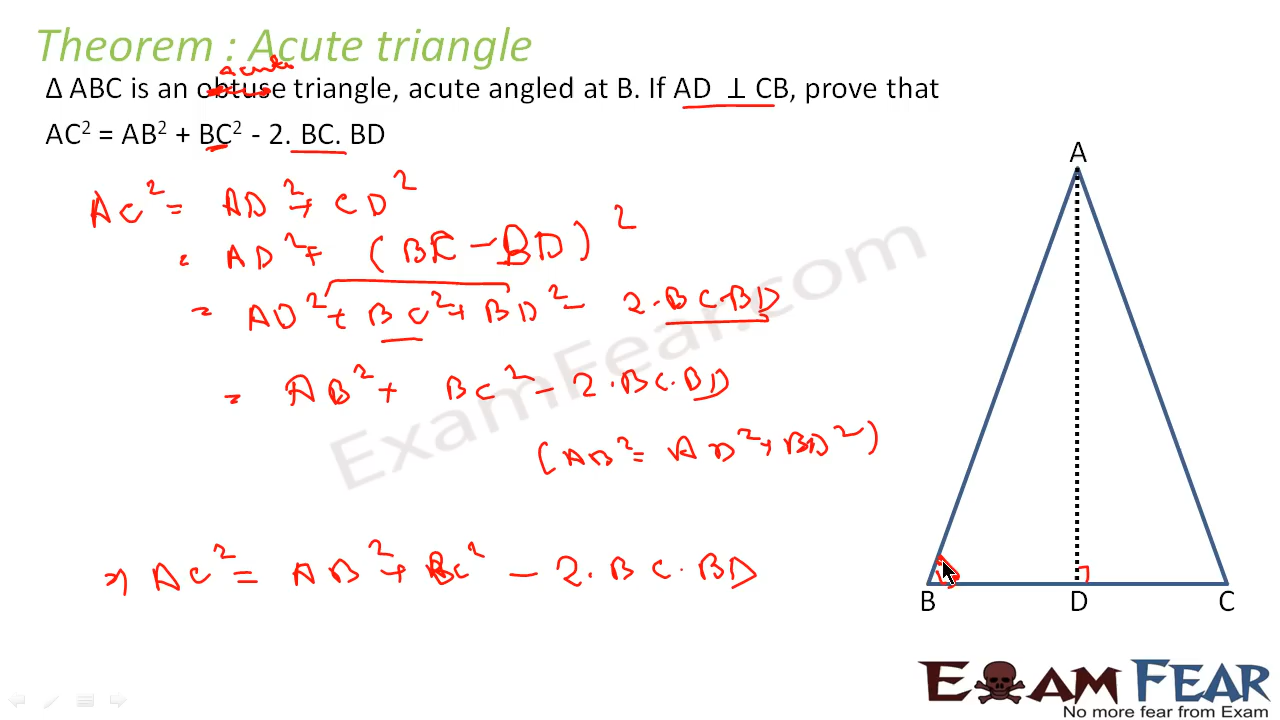 Theorem : Acute triangle
acute
Δ ABC is an obtuse triangle, acute angled at B. If AD ⊥ CB, prove that
AC² = AB² + BC² - 2. BC. BD
AC² = AD² + CD²
= AD² + (BC - BD)²
= AD² + BC² + BD² - 2·BC·BD
= AB² + BC² - 2·BC·BD
(AB² = AD² + BD²)
⇒ AC² = AB² + BC² - 2·BC·BD
A
B D C
ExamFear.com
EXAM FEAR
No more fear from Exam